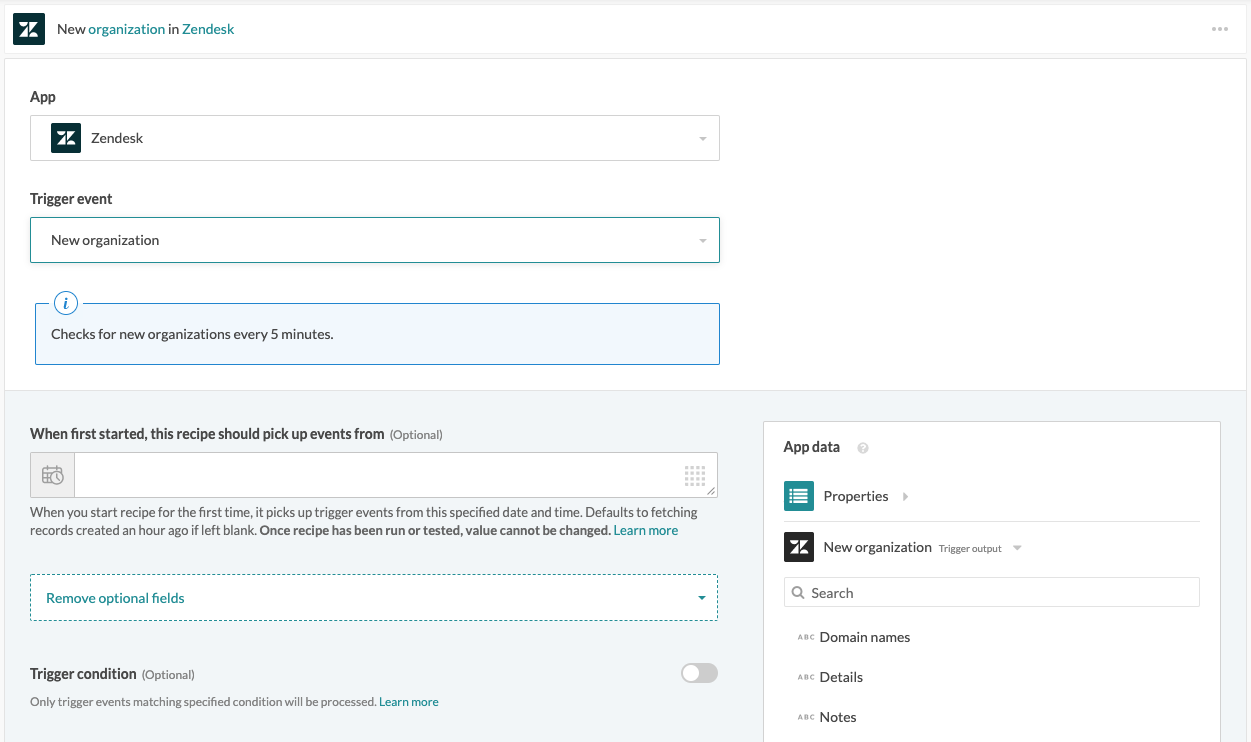 New organization in Zendesk
App
Zendesk
Trigger event
New organization
i
Checks for new organizations every 5 minutes.
When first started, this recipe should pick up events from (Optional)
When you start recipe for the first time, it picks up trigger events from this specified date and time. Defaults to fetching
records created an hour ago if left blank. Once recipe has been run or tested, value cannot be changed. Learn more
Remove optional fields
Trigger condition (Optional)
Only trigger events matching specified condition will be processed. Learn more
App data ?
Properties
New organization Trigger output
Search
ABC Domain names
ABC Details
ABC Notes